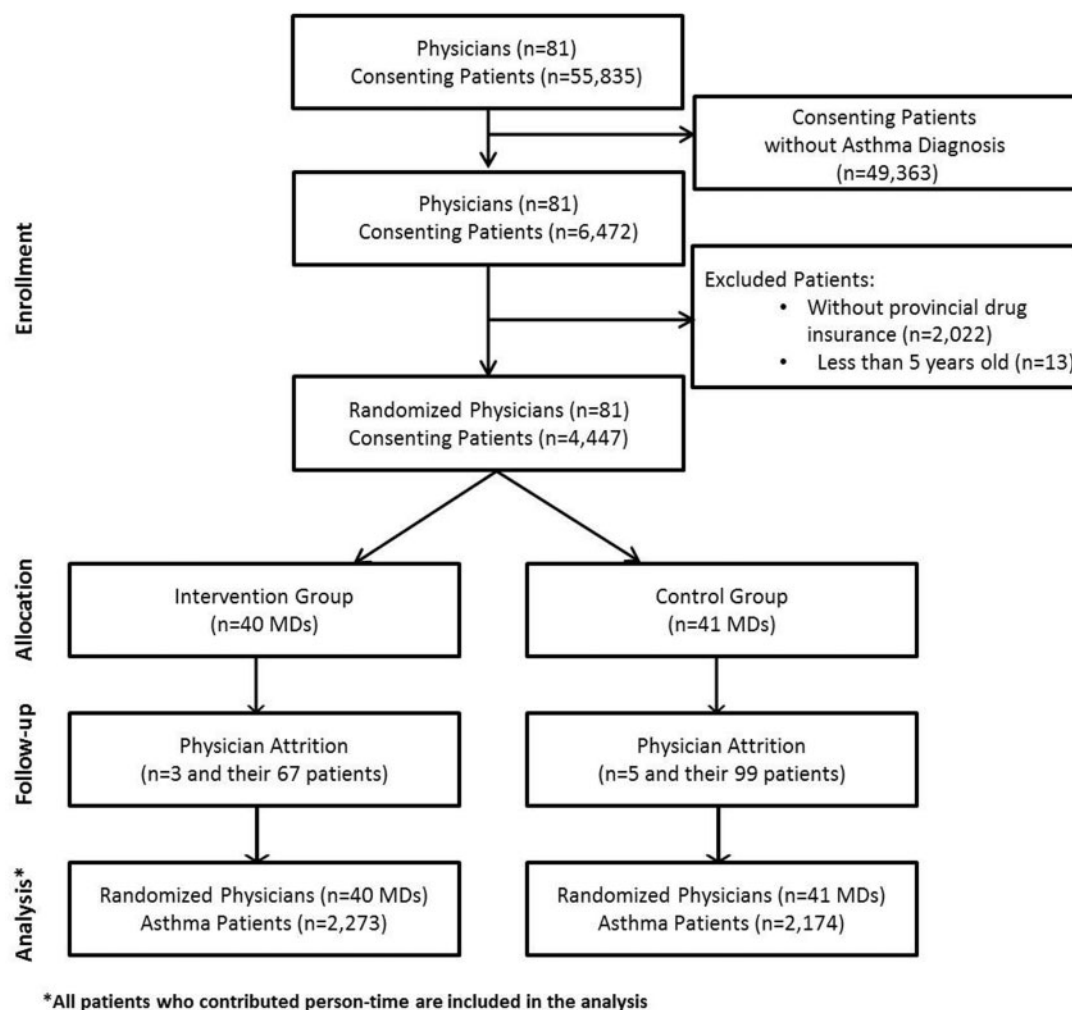 Physicians (n=81)
Consenting Patients (n=55,835)
Consenting Patients
without Asthma Diagnosis
(n=49,363)
Enrollment
Physicians (n=81)
Consenting Patients (n=6,472)
Excluded Patients:
• Without provincial drug
insurance (n=2,022)
• Less than 5 years old (n=13)
Randomized Physicians (n=81)
Consenting Patients (n=4,447)
Allocation
Intervention Group
(n=40 MDs)
Control Group
(n=41 MDs)
Follow-up
Physician Attrition
(n=3 and their 67 patients)
Physician Attrition
(n=5 and their 99 patients)
Analysis*
Randomized Physicians (n=40 MDs)
Asthma Patients (n=2,273)
Randomized Physicians (n=41 MDs)
Asthma Patients (n=2,174)
*All patients who contributed person-time are included in the analysis